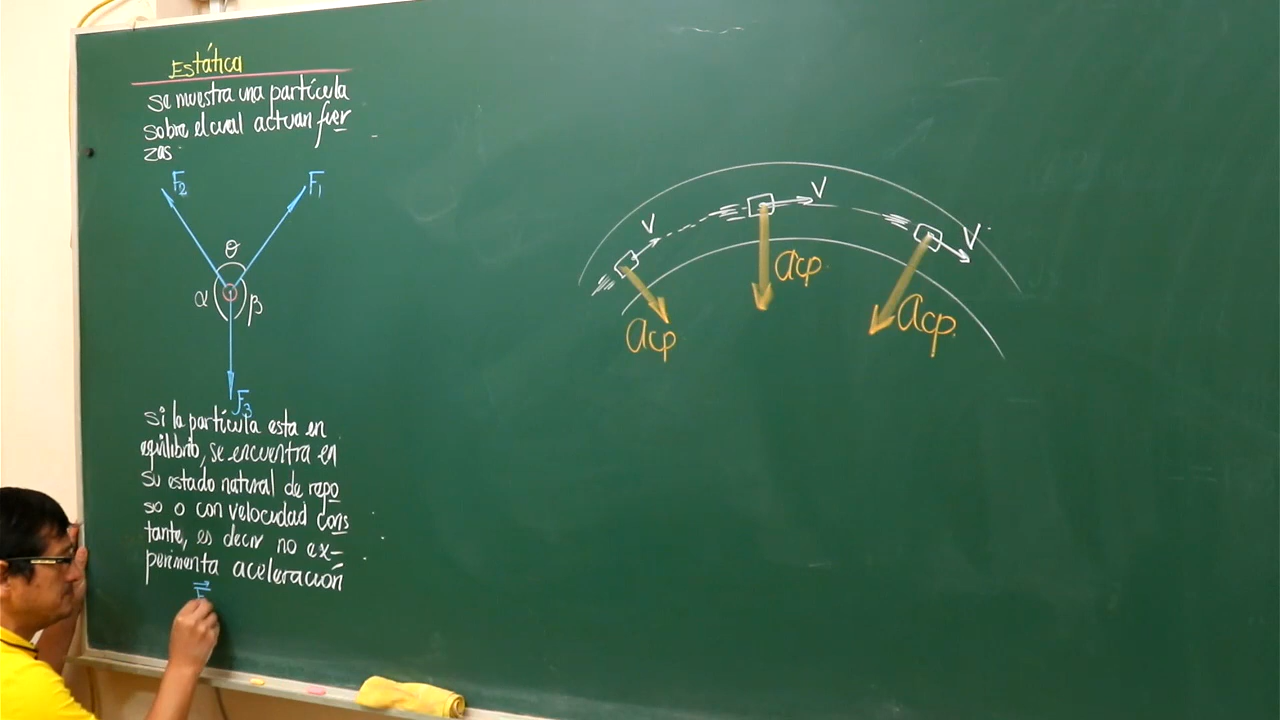 Estática
se muestra una partícula
sobre el cual actuan fuer
zas
F₂
F₁
θ
α
β
F₃
si la partícula esta en
equilibrio, se encuentra en
su estado natural de repo
so o con velocidad cons
tante, es decir no ex-
perimenta aceleración
F
V
V
V
acp
acp.
acp.